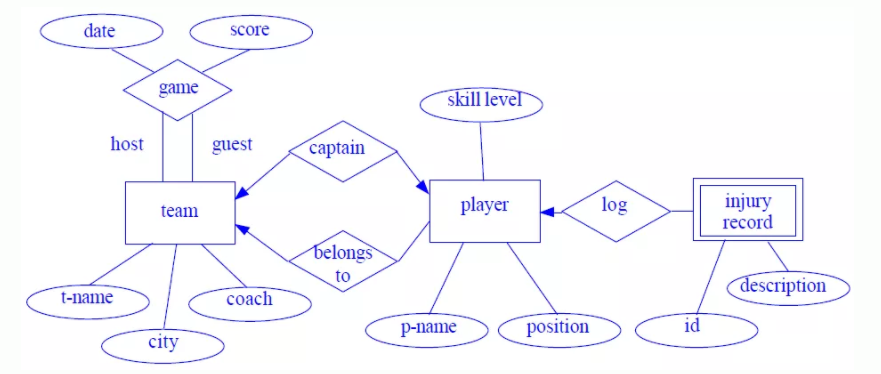 date
score
game
host
guest
skill level
captain
team
player
log
injury
record
belongs
to
t-name
coach
city
p-name
position
id
description